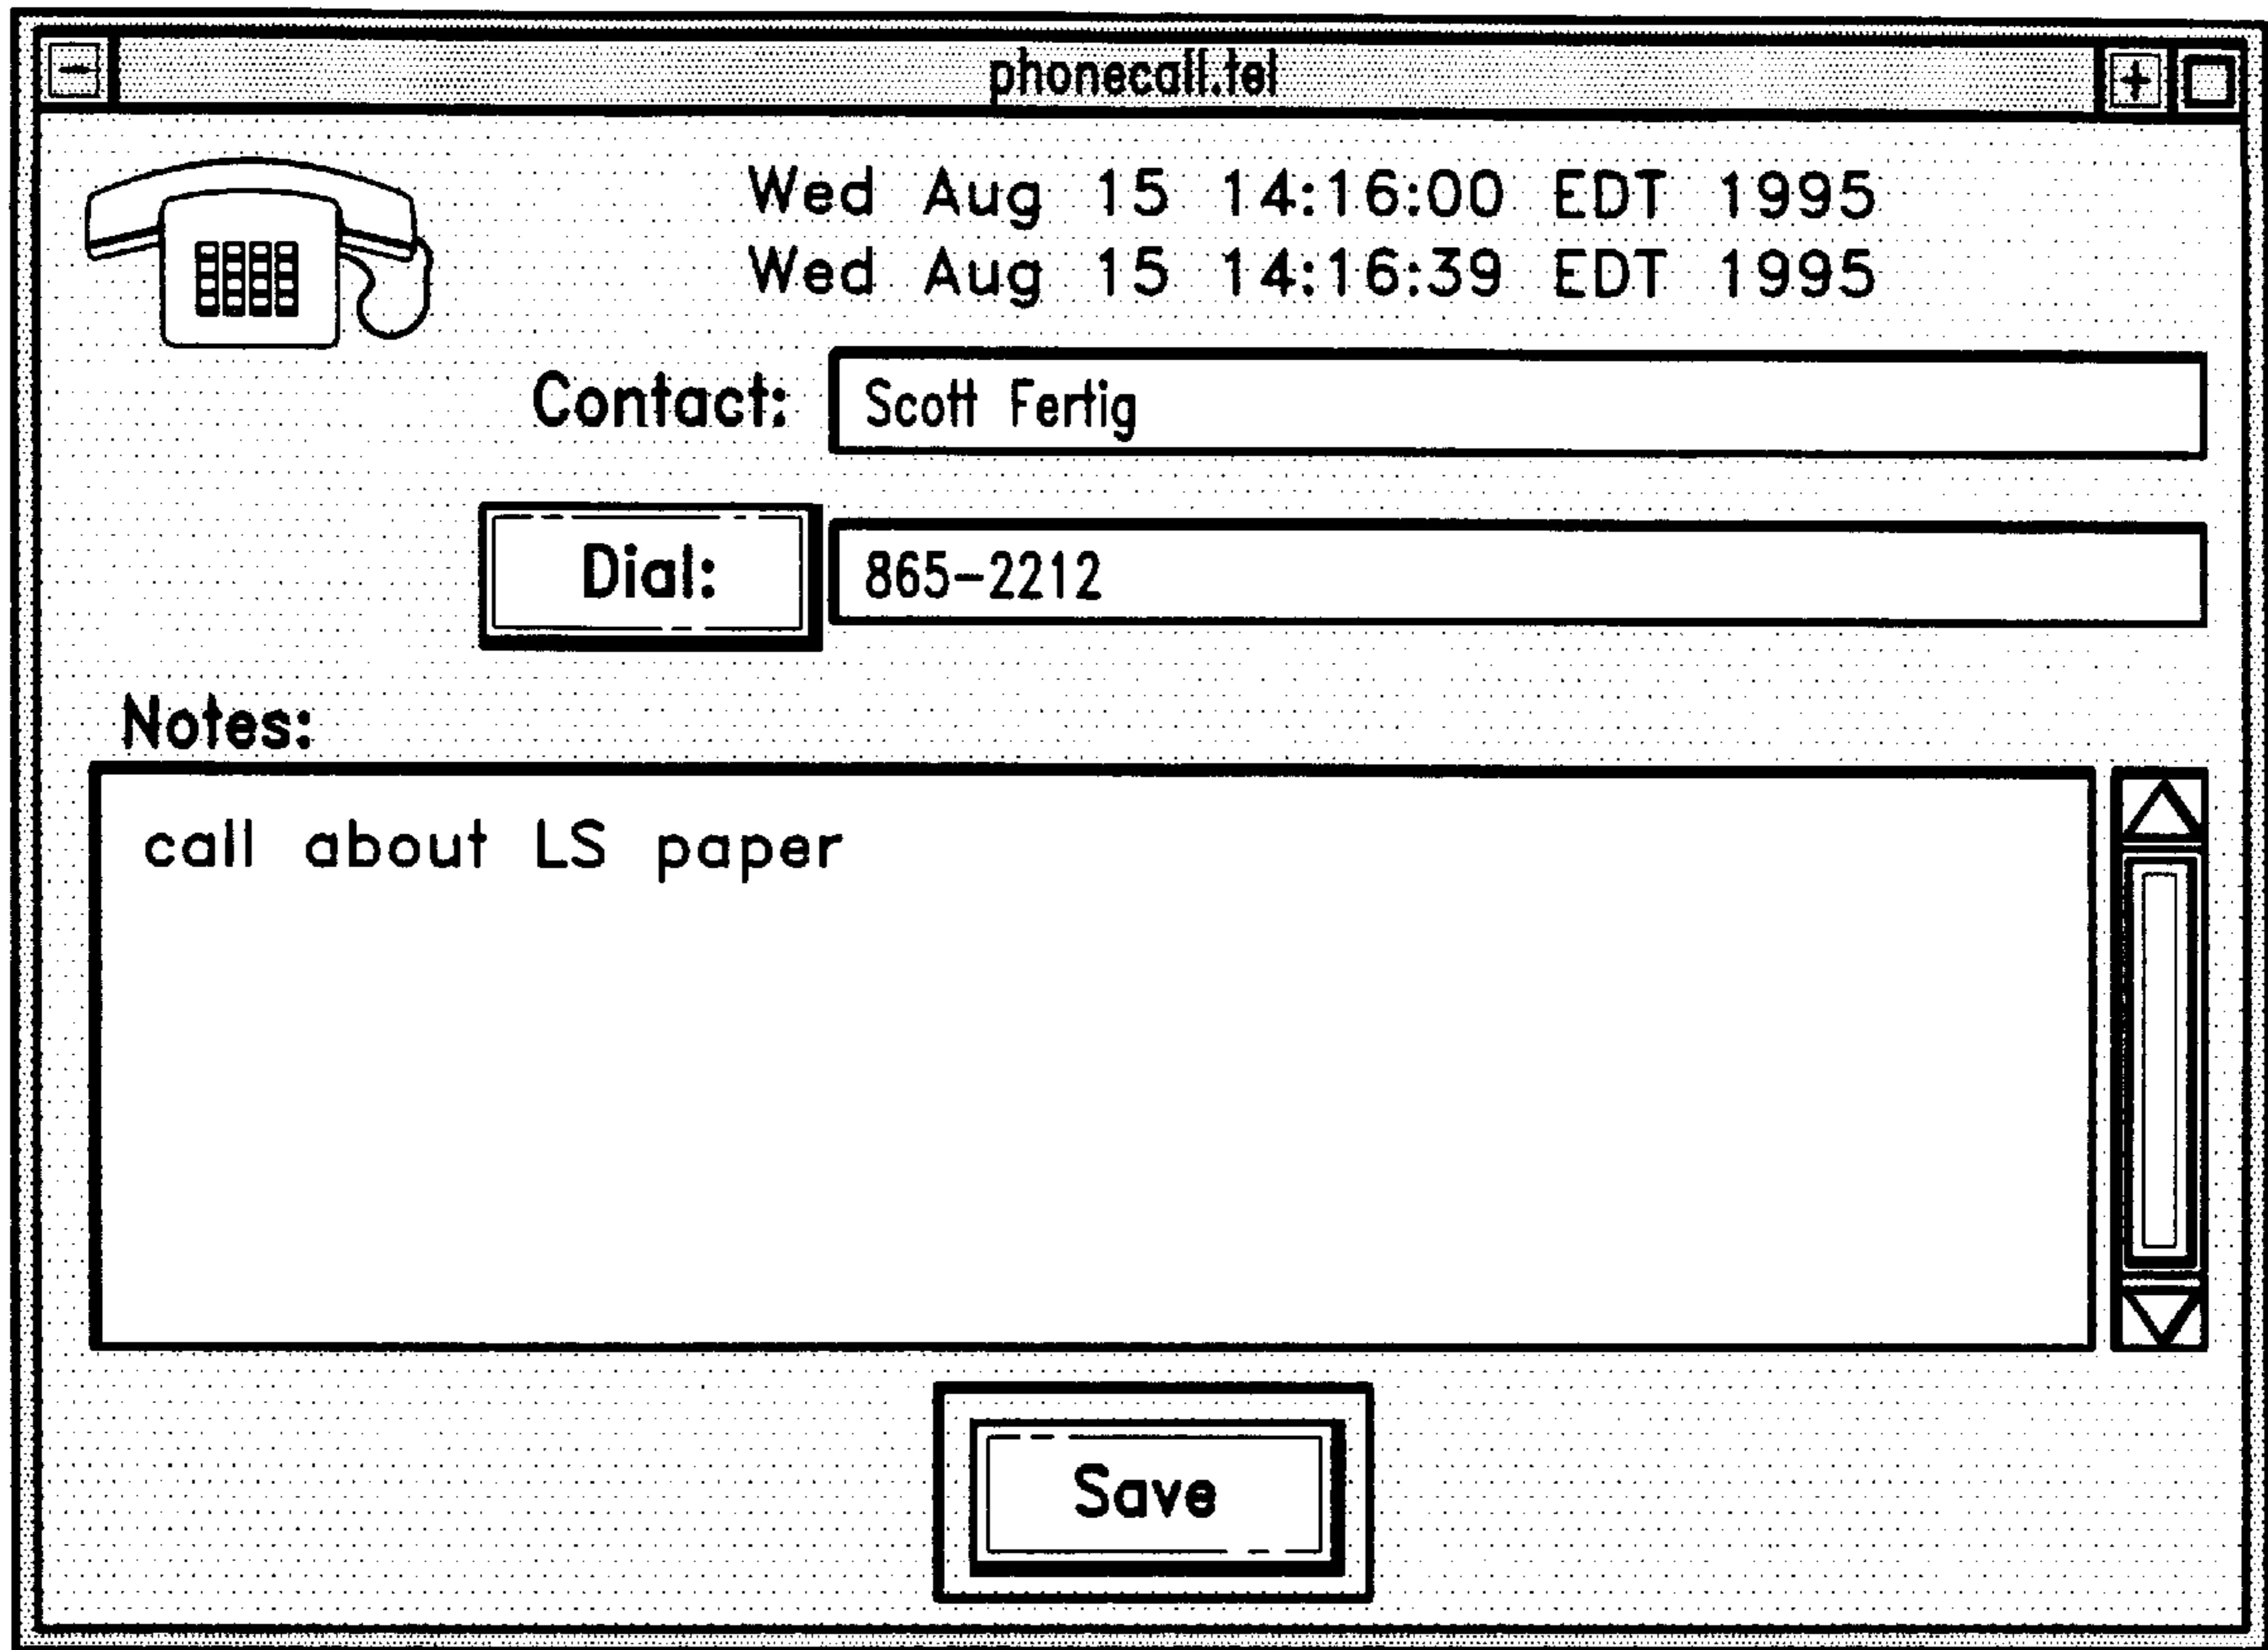 phonecall.tel
Wed Aug 15 14:16:00 EDT 1995
Wed Aug 15 14:16:39 EDT 1995
Contact: Scott Fertig
Dial: 865-2212
Notes:
call about LS paper
Save